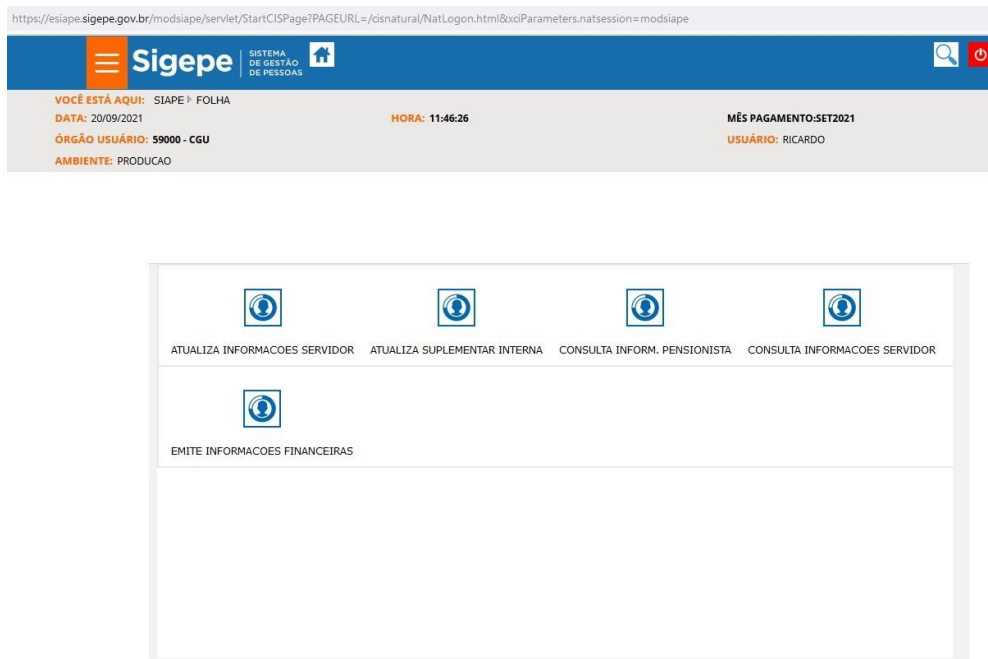 https://esiape.sigepe.gov.br/modsiape/servlet/StartCISPage?PAGEURL=/cisnatural/NatLogon.html&xciParameters.natsession=modsiape
Sigepe SISTEMA
DE GESTÃO
DE PESSOAS
VOCÊ ESTÁ AQUI: SIAPE FOLHA
DATA: 20/09/2021 HORA: 11:46:26 MÊS PAGAMENTO:SET2021
ÓRGÃO USUÁRIO: 59000 - CGU USUÁRIO: RICARDO
AMBIENTE: PRODUCAO
ATUALIZA INFORMACOES SERVIDOR ATUALIZA SUPLEMENTAR INTERNA CONSULTA INFORM. PENSIONISTA CONSULTA INFORMACOES SERVIDOR
EMITE INFORMACOES FINANCEIRAS